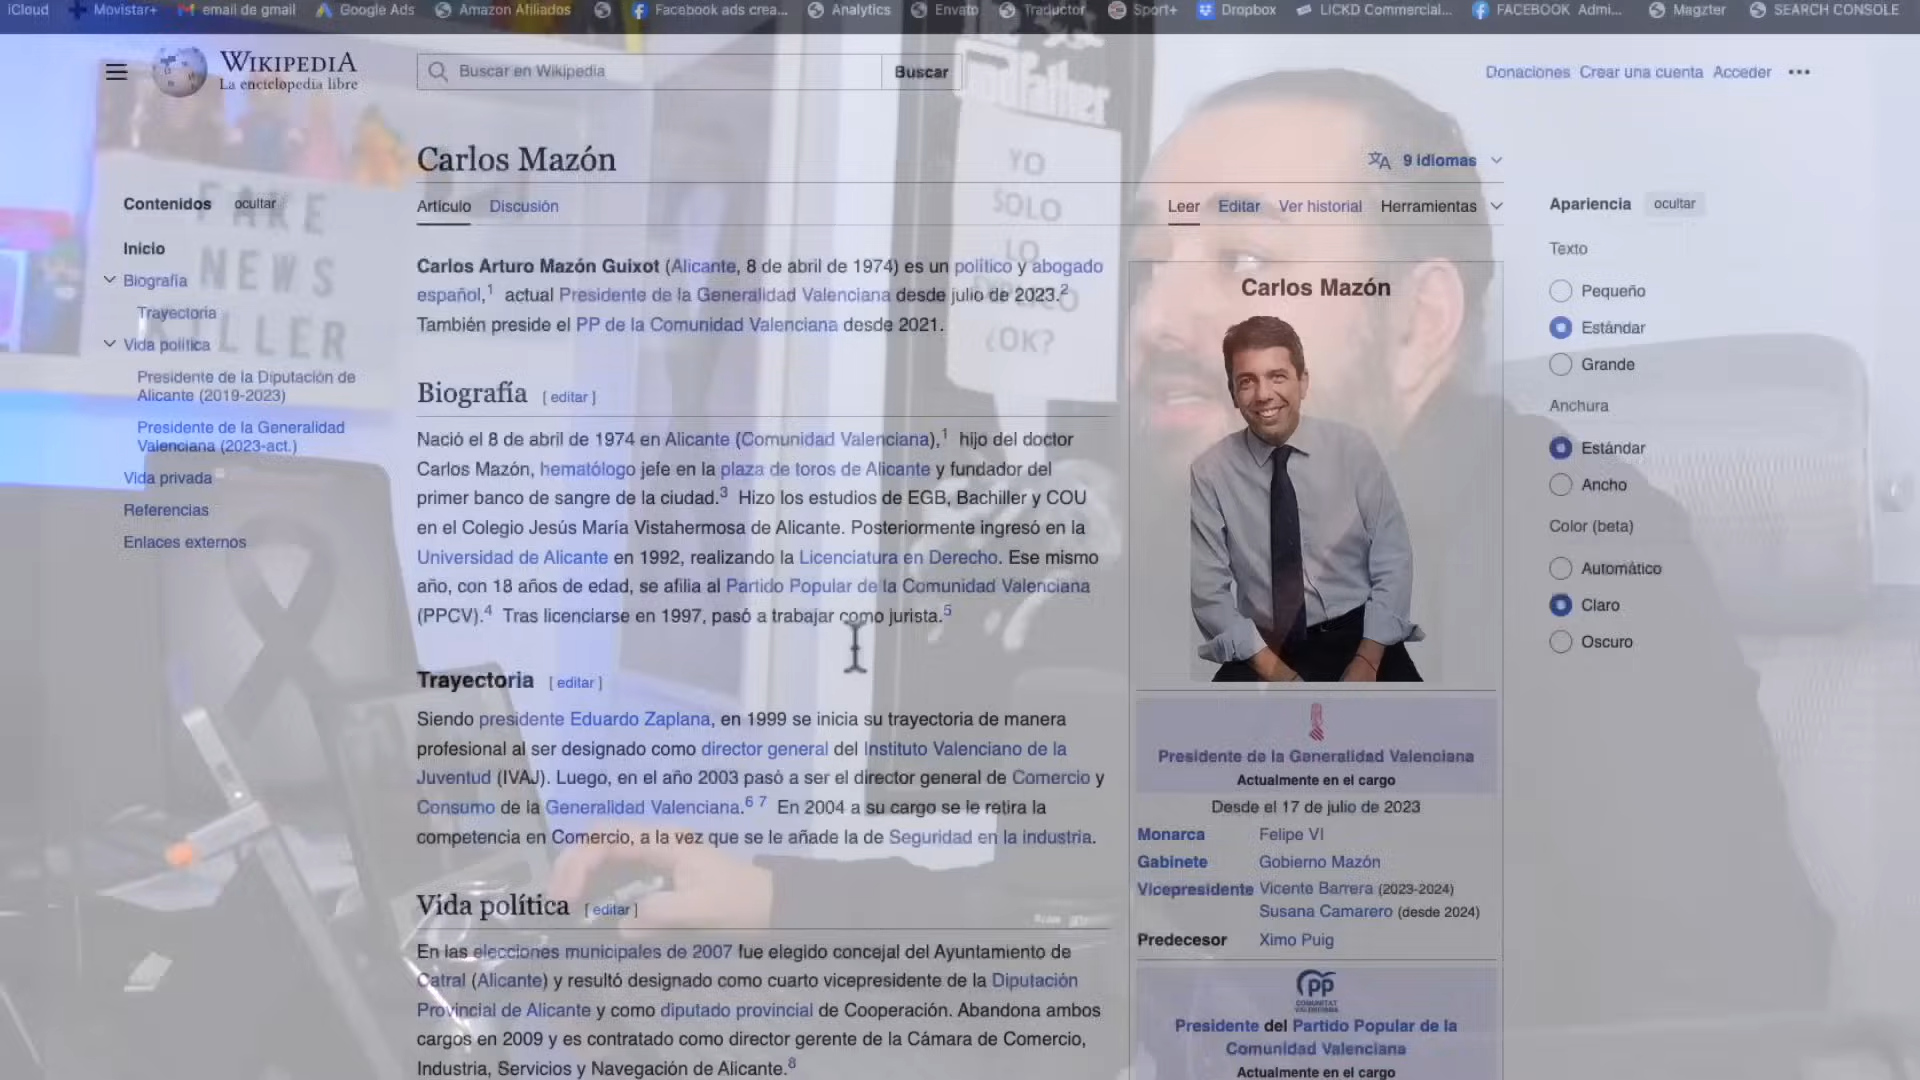 iCloud Movistar+ email de gmail Google Ads Amazon Afiliados Facebook ads crea... Analytics Envato Traductor Sport+ Dropbox LICKD Commercial... FACEBOOK Admi... Magzter SEARCH CONSOLE
WIKIPEDIA
La enciclopedia libre
Buscar en Wikipedia
Buscar
Donaciones Crear una cuenta Acceder
The Godfather
Carlos Mazón
9 idiomas
Artículo Discusión
Leer Editar Ver historial Herramientas
Contenidos ocultar
Inicio
Biografía
Trayectoria
Vida política
Presidente de la Diputación de
Alicante (2019-2023)
Presidente de la Generalidad
Valenciana (2023-act.)
Vida privada
Referencias
Enlaces externos
FAKE
NEWS
KILLER
YO
SOLO
LO
EXPLICO
¿OK?
Carlos Arturo Mazón Guixot (Alicante, 8 de abril de 1974) es un político y abogado
español,1 actual Presidente de la Generalidad Valenciana desde julio de 2023.2
También preside el PP de la Comunidad Valenciana desde 2021.
Biografía [ editar ]
Nació el 8 de abril de 1974 en Alicante (Comunidad Valenciana),1 hijo del doctor
Carlos Mazón, hematólogo jefe en la plaza de toros de Alicante y fundador del
primer banco de sangre de la ciudad.3 Hizo los estudios de EGB, Bachiller y COU
en el Colegio Jesús María Vistahermosa de Alicante. Posteriormente ingresó en la
Universidad de Alicante en 1992, realizando la Licenciatura en Derecho. Ese mismo
año, con 18 años de edad, se afilia al Partido Popular de la Comunidad Valenciana
(PPCV).4 Tras licenciarse en 1997, pasó a trabajar como jurista.5
Trayectoria [ editar ]
Siendo presidente Eduardo Zaplana, en 1999 se inicia su trayectoria de manera
profesional al ser designado como director general del Instituto Valenciano de la
Juventud (IVAJ). Luego, en el año 2003 pasó a ser el director general de Comercio y
Consumo de la Generalidad Valenciana.6 7 En 2004 a su cargo se le retira la
competencia en Comercio, a la vez que se le añade la de Seguridad en la industria.
Vida política [ editar ]
En las elecciones municipales de 2007 fue elegido concejal del Ayuntamiento de
Catral (Alicante) y resultó designado como cuarto vicepresidente de la Diputación
Provincial de Alicante y como diputado provincial de Cooperación. Abandona ambos
cargos en 2009 y es contratado como director gerente de la Cámara de Comercio,
Industria, Servicios y Navegación de Alicante.8
Carlos Mazón
Presidente de la Generalidad Valenciana
Actualmente en el cargo
Desde el 17 de julio de 2023
Monarca Felipe VI
Gabinete Gobierno Mazón
Vicepresidente Vicente Barrera (2023-2024)
Susana Camarero (desde 2024)
Predecesor Ximo Puig
PP
COMUNITAT
VALENCIANA
Presidente del Partido Popular de la
Comunidad Valenciana
Actualmente en el cargo
Apariencia ocultar
Texto
Pequeño
Estándar
Grande
Anchura
Estándar
Ancho
Color (beta)
Automático
Claro
Oscuro